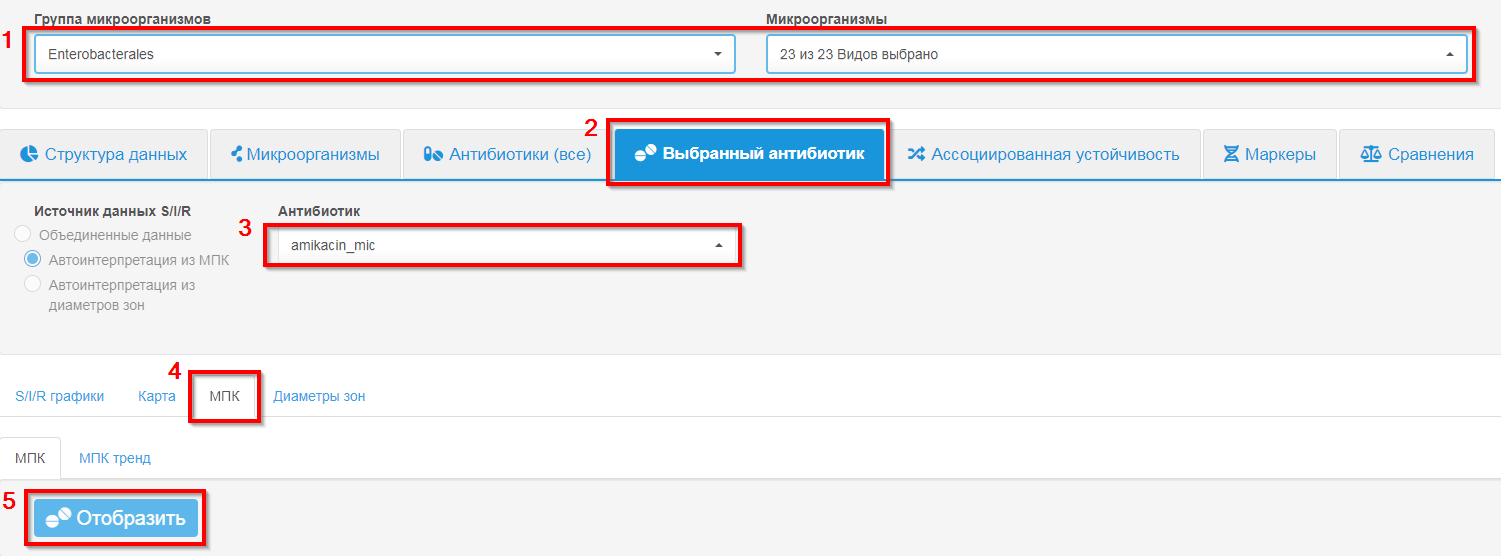 Группа микроорганизмов Микроорганизмы
1 Enterobacterales 23 из 23 Видов выбрано
2
Структура данных Микроорганизмы Антибиотики (все) Выбранный антибиотик Ассоциированная устойчивость Маркеры Сравнения
Источник данных S/I/R Антибиотик
Объединенные данные 3 amikacin_mic
Автоинтерпретация из МПК
Автоинтерпретация из
диаметров зон
4
S/I/R графики Карта МПК Диаметры зон
МПК МПК тренд
5 Отобразить